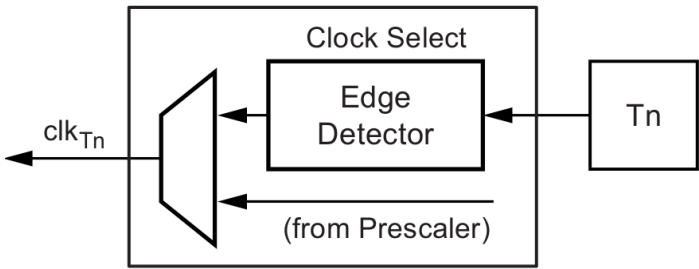 Clock Select
Edge
Detector
Tn
clkTn
(from Prescaler)